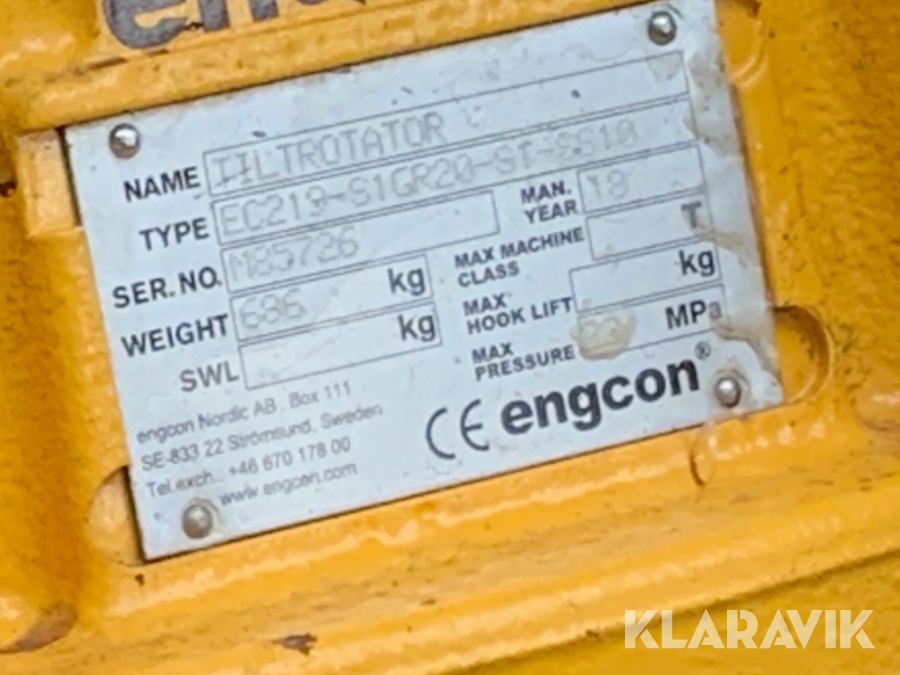 NAME TILTROTATOR
TYPE EC219-S1GR20-ST-SS10
SER. NO. M85726 MAN. YEAR 18
WEIGHT 686 kg MAX MACHINE CLASS T
SWL kg MAX HOOK LIFT kg
MAX PRESSURE MPa
engcon Nordic AB . Box 111
SE-833 22 Strömsund, Sweden
Tel.exch.. +46 670 178 00
www.engcon.com
CE engcon®
KLARAVIK